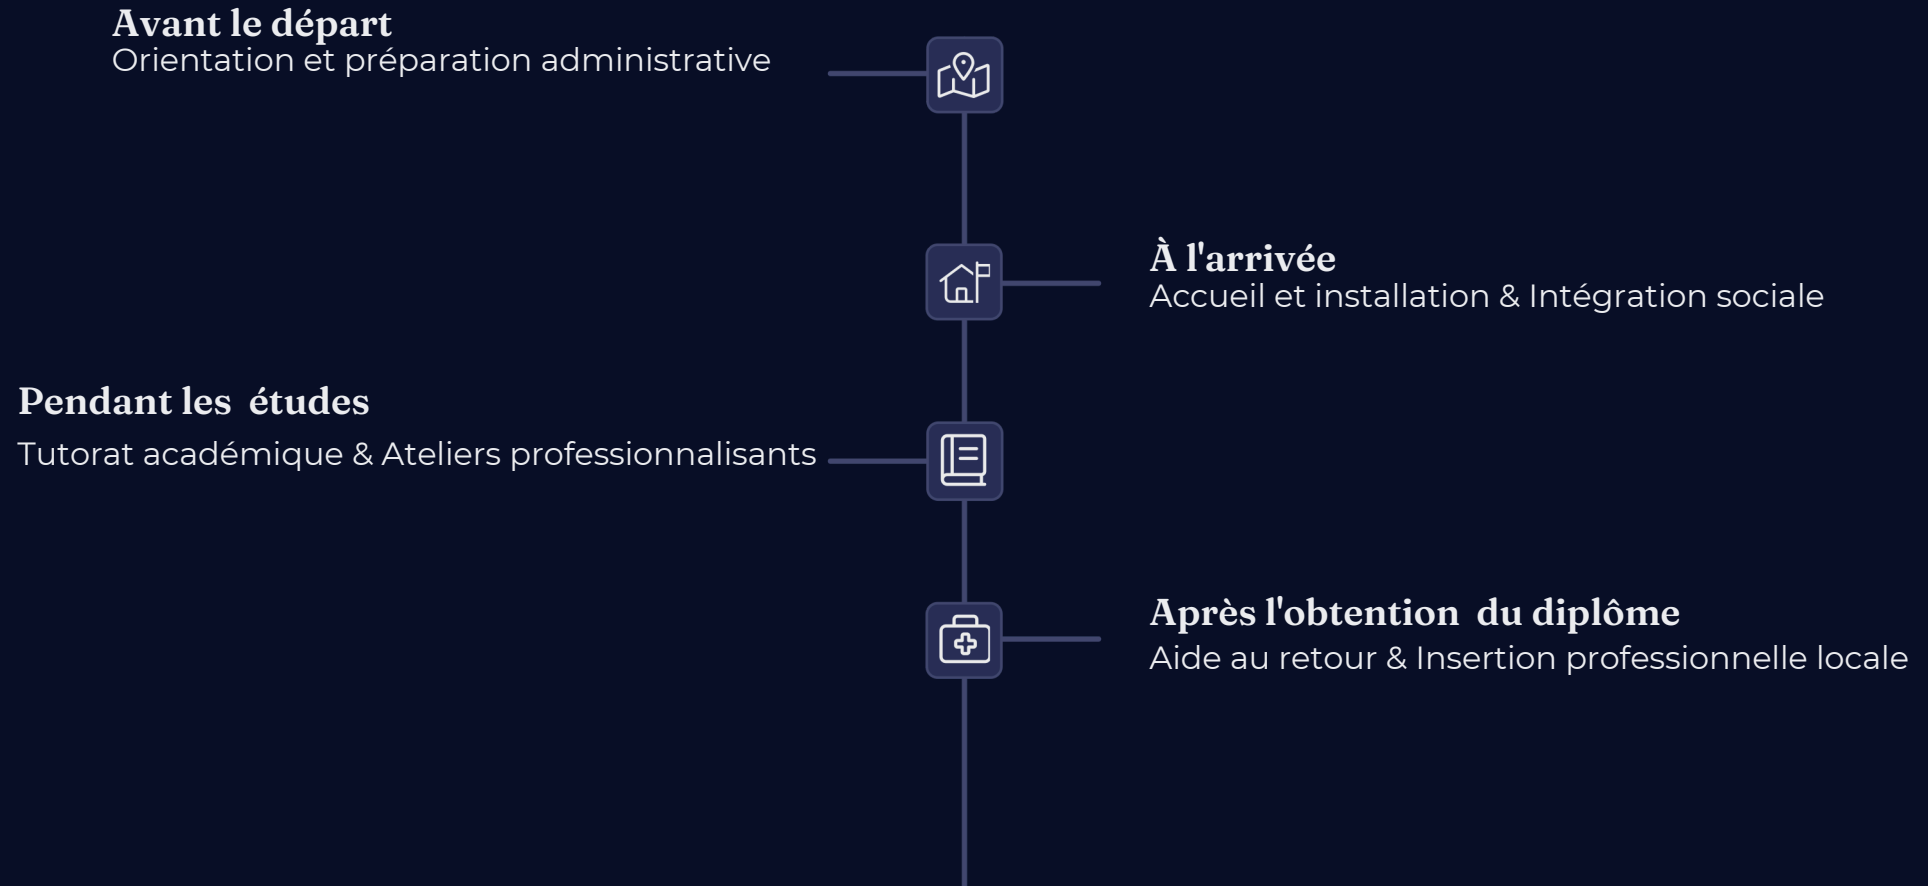 Avant le départ
Orientation et préparation administrative
À l'arrivée
Accueil et installation & Intégration sociale
Pendant les  études
Tutorat académique & Ateliers professionnalisants
Après l'obtention  du diplôme
Aide au retour & Insertion professionnelle locale